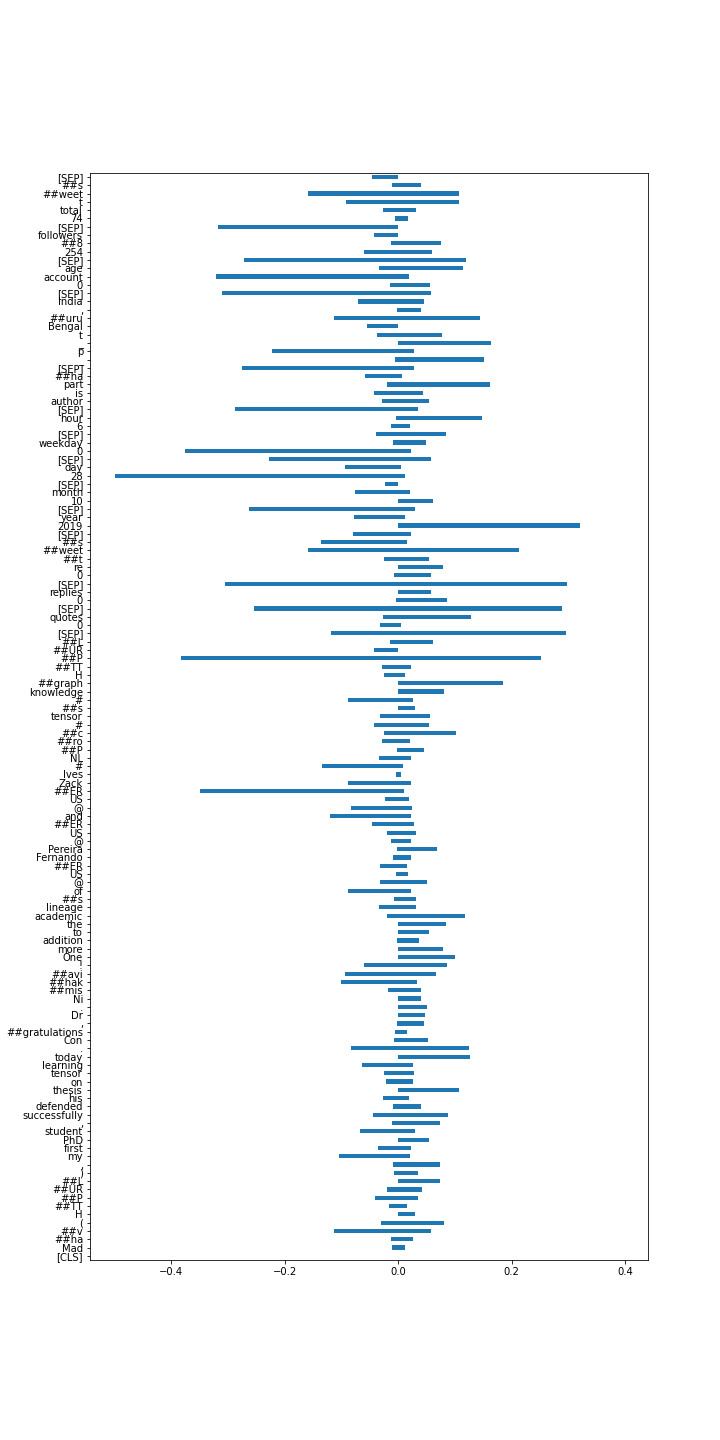 [SEP]
##s
##weet
t
total
74
[SEP]
followers
##8
254
[SEP]
age
account
0
[SEP]
India
,
##uru
Bengal
t
p
[SEP]
##ha
part
is
author
[SEP]
hour
6
[SEP]
weekday
0
[SEP]
day
28
[SEP]
month
10
[SEP]
year
2019
[SEP]
##s
##weet
##t
re
0
[SEP]
replies
0
[SEP]
quotes
0
[SEP]
##L
##UR
##P
##TT
H
##graph
knowledge
#
##s
tensor
#
##c
##ro
##P
NL
#
Ives
Zack
##ER
US
@
and
##ER
US
@
Pereira
Fernando
##ER
US
@
of
##s
lineage
academic
the
to
addition
more
One
!
##avi
##hak
##mis
Ni
.
Dr
,
##gratulations
Con
.
today
learning
tensor
on
thesis
his
defended
successfully
,
student
PhD
first
my
,
)
##L
##UR
##P
##TT
H
(
##v
##ha
Mad
[CLS]
−0.4 −0.2 0.0 0.2 0.4